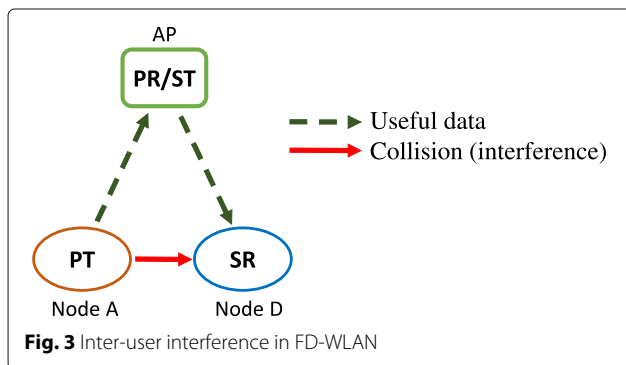 AP
PR/ST
Useful data
Collision (interference)
PT
SR
Node A
Node D
Fig. 3 Inter-user interference in FD-WLAN